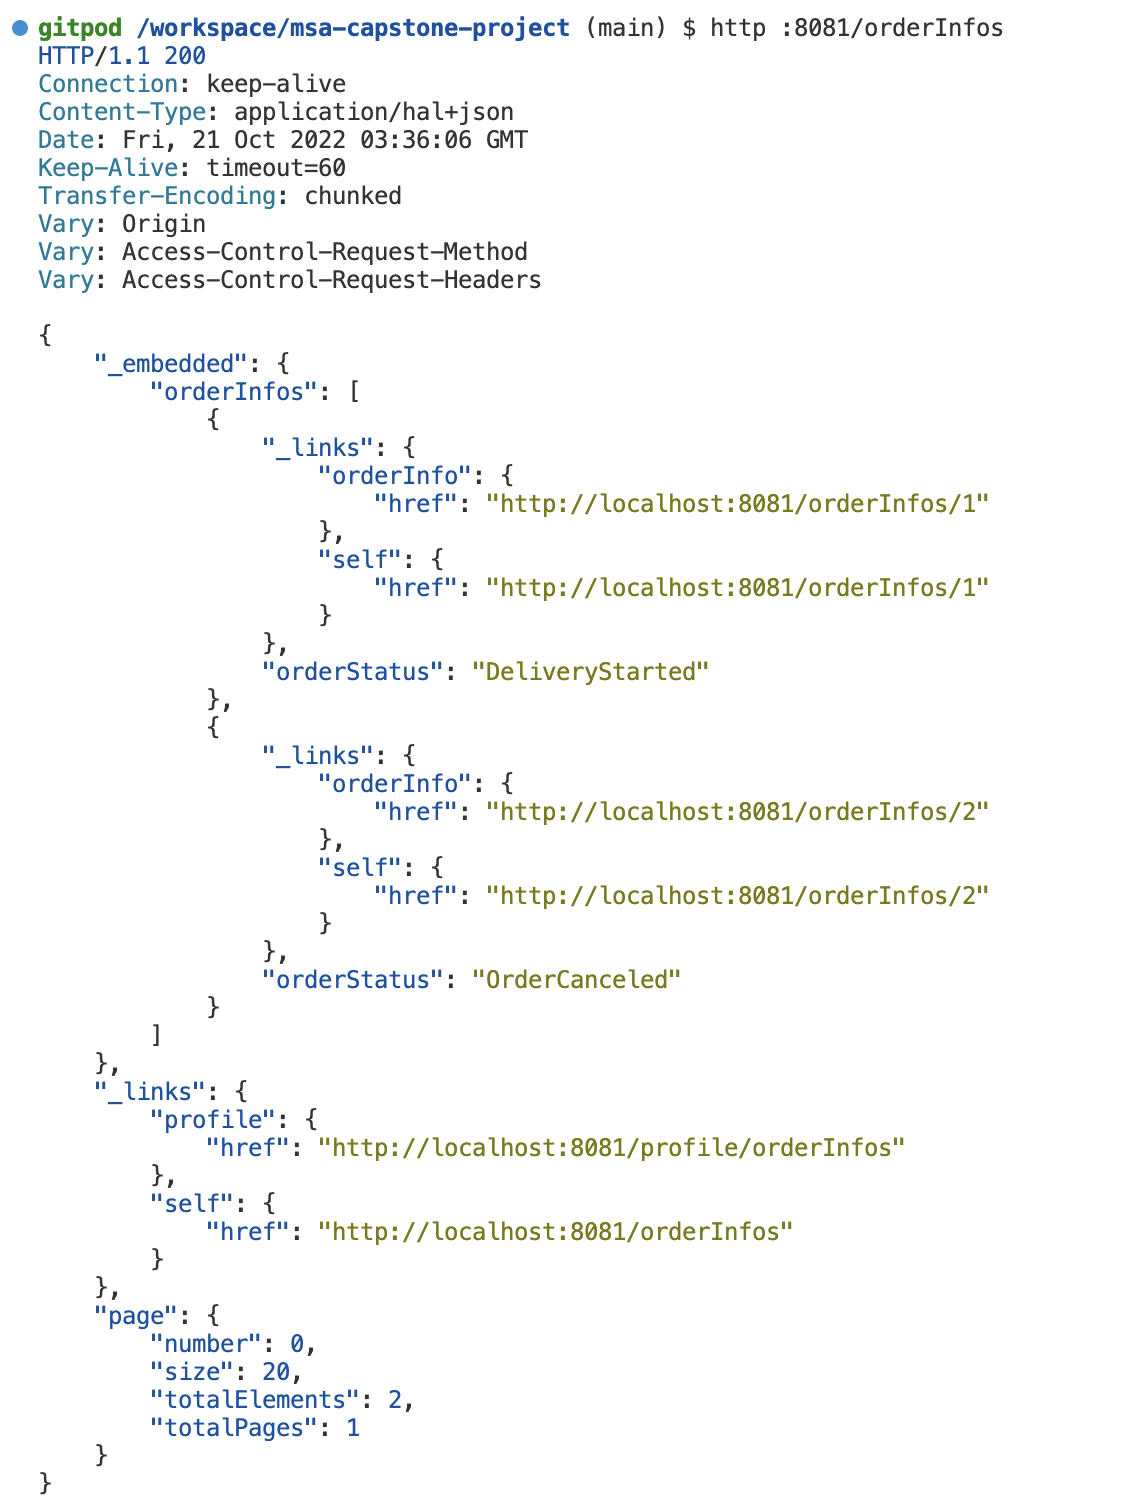 gitpod /workspace/msa-capstone-project (main) $ http :8081/orderInfos
HTTP/1.1 200
Connection: keep-alive
Content-Type: application/hal+json
Date: Fri, 21 Oct 2022 03:36:06 GMT
Keep-Alive: timeout=60
Transfer-Encoding: chunked
Vary: Origin
Vary: Access-Control-Request-Method
Vary: Access-Control-Request-Headers

{
    "_embedded": {
        "orderInfos": [
            {
                "_links": {
                    "orderInfo": {
                        "href": "http://localhost:8081/orderInfos/1"
                    },
                    "self": {
                        "href": "http://localhost:8081/orderInfos/1"
                    }
                },
                "orderStatus": "DeliveryStarted"
            },
            {
                "_links": {
                    "orderInfo": {
                        "href": "http://localhost:8081/orderInfos/2"
                    },
                    "self": {
                        "href": "http://localhost:8081/orderInfos/2"
                    }
                },
                "orderStatus": "OrderCanceled"
            }
        ]
    },
    "_links": {
        "profile": {
            "href": "http://localhost:8081/profile/orderInfos"
        },
        "self": {
            "href": "http://localhost:8081/orderInfos"
        }
    },
    "page": {
        "number": 0,
        "size": 20,
        "totalElements": 2,
        "totalPages": 1
    }
}